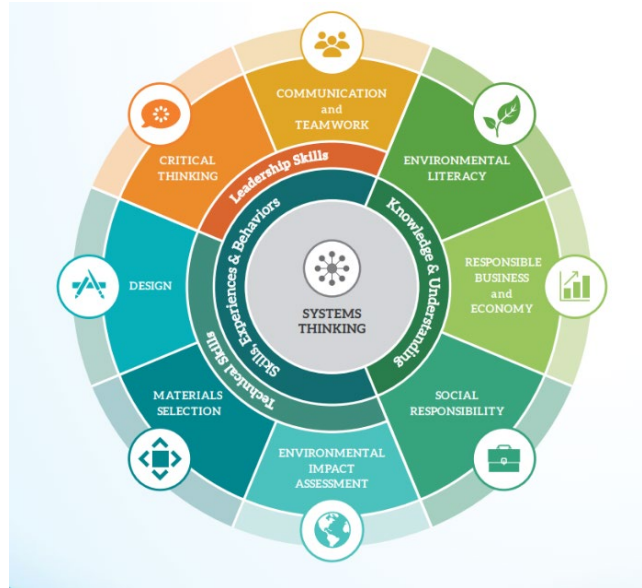 COMMUNICATION
and
TEAMWORK
ENVIRONMENTAL
LITERACY
RESPONSIBLE
BUSINESS
and
ECONOMY
SOCIAL
RESPONSIBILITY
ENVIRONMENTAL
IMPACT
ASSESSMENT
MATERIALS
SELECTION
DESIGN
CRITICAL
THINKING
Leadership Skills
Knowledge & Understanding
Technical Skills
Skills, Experiences & Behaviors
SYSTEMS
THINKING